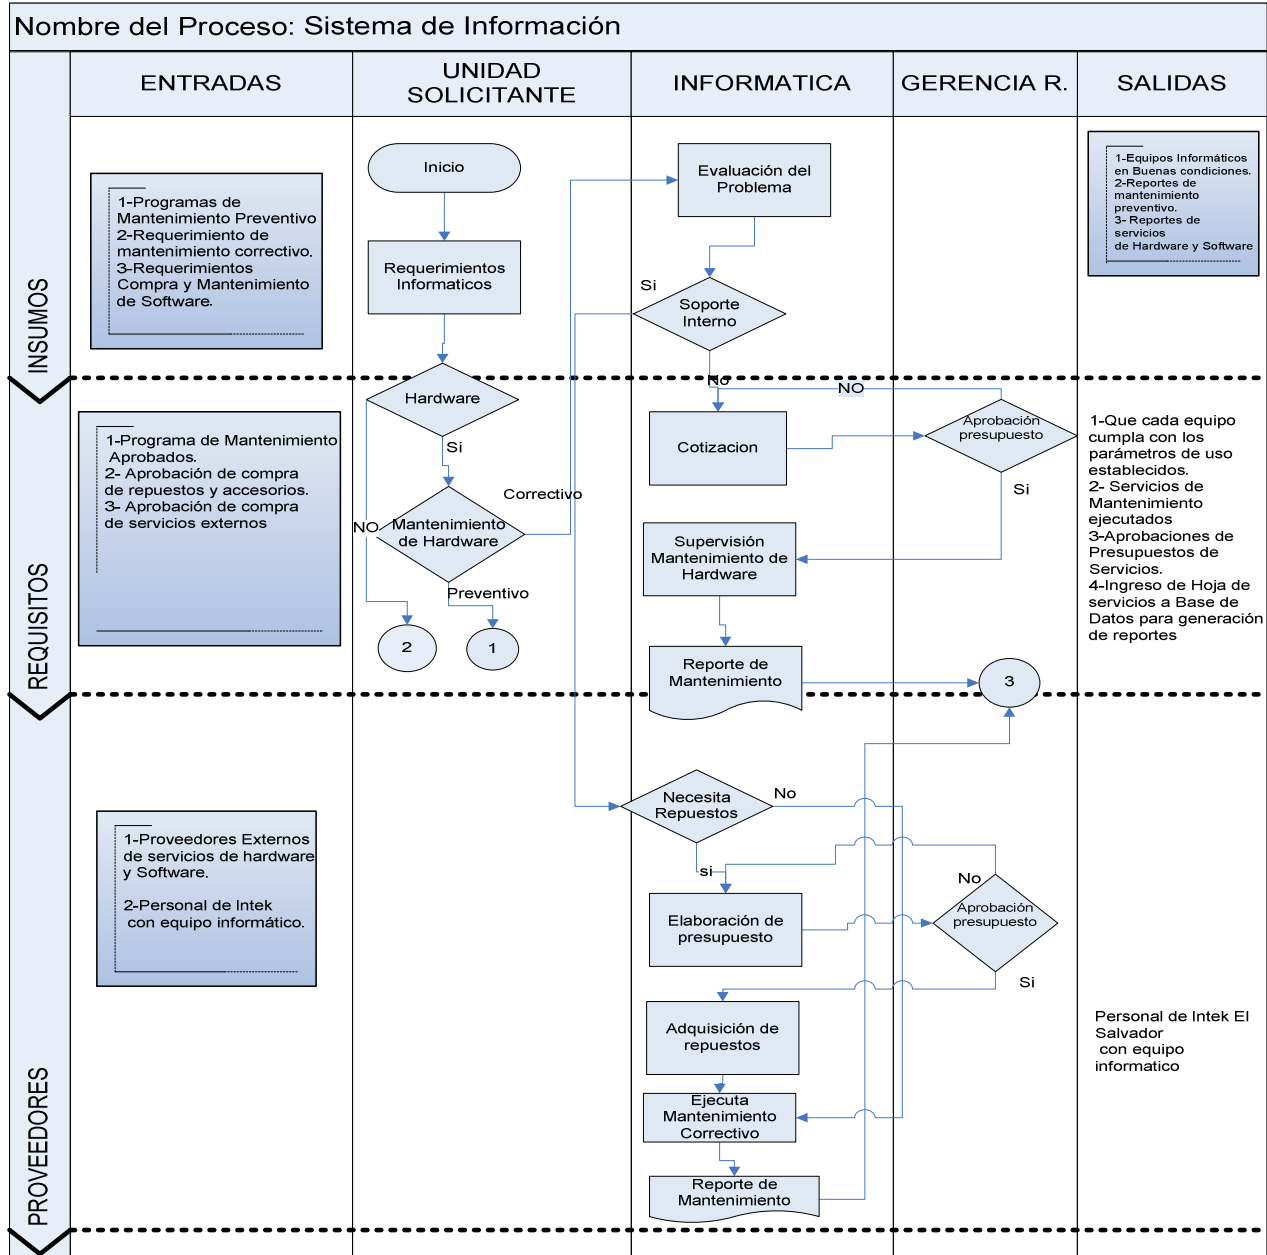 Nombre del Proceso: Sistema de Información
ENTRADAS
UNIDAD
SOLICITANTE
INFORMATICA
GERENCIA R.
SALIDAS
INSUMOS
1-Programas de
Mantenimiento Preventivo
2-Requerimiento de
mantenimiento correctivo.
3-Requerimientos
Compra y Mantenimiento
de Software.
Inicio
Requerimientos
Informaticos
Evaluación del
Problema
Si
Soporte
Interno
No
1-Equipos Informáticos
en Buenas condiciones.
2-Reportes de
mantenimiento
preventivo.
3- Reportes de
servicios
de Hardware y Software
REQUISITOS
1-Programa de Mantenimiento
Aprobados.
2- Aprobación de compra
de repuestos y accesorios.
3- Aprobación de compra
de servicios externos
Hardware
Si
NO
Mantenimiento
de Hardware
Correctivo
Preventivo
2
1
NO
Cotizacion
Aprobación
presupuesto
Si
Supervisión
Mantenimiento de
Hardware
Reporte de
Mantenimiento
3
1-Que cada equipo
cumpla con los
parámetros de uso
establecidos.
2- Servicios de
Mantenimiento
ejecutados
3-Aprobaciones de
Presupuestos de
Servicios.
4-Ingreso de Hoja de
servicios a Base de
Datos para generación
de reportes
PROVEEDORES
1-Proveedores Externos
de servicios de hardware
y Software.
2-Personal de Intek
con equipo informático.
Necesita
Repuestos
No
si
Elaboración de
presupuesto
No
Aprobación
presupuesto
Si
Adquisición de
repuestos
Ejecuta
Mantenimiento
Correctivo
Reporte de
Mantenimiento
Personal de Intek El
Salvador
con equipo
informatico